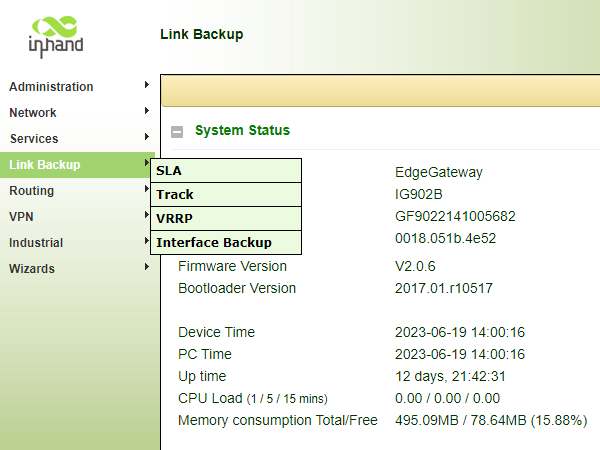 inhand
Link Backup
Administration
Network
Services
Link Backup
Routing
VPN
Industrial
Wizards
SLA
Track
VRRP
Interface Backup
System Status
EdgeGateway
IG902B
GF9022141005682
0018.051b.4e52
Firmware Version V2.0.6
Bootloader Version 2017.01.r10517
Device Time 2023-06-19 14:00:16
PC Time 2023-06-19 14:00:16
Up time 12 days, 21:42:31
CPU Load (1 / 5 / 15 mins) 0.00 / 0.00 / 0.00
Memory consumption Total/Free 495.09MB / 78.64MB (15.88%)